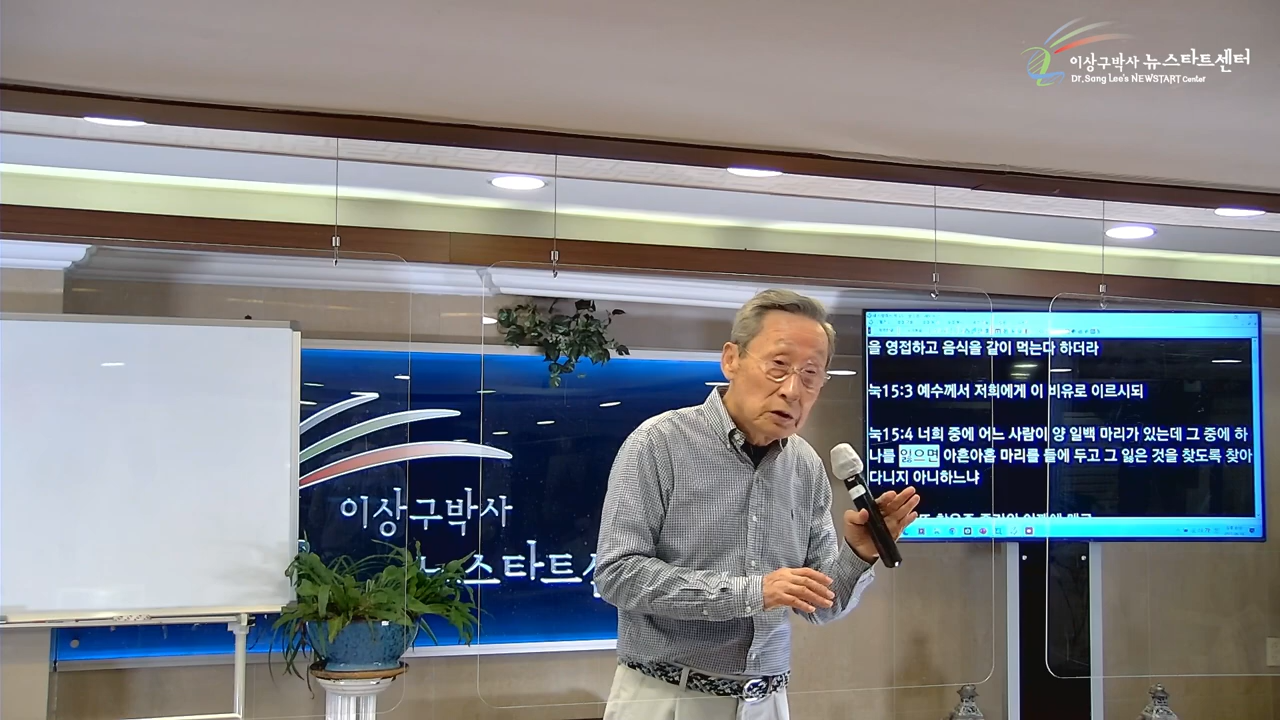 이상구박사 뉴스타트센터
Dr. Sang Lee's NEWSTART Center
을 영접하고 음식을 같이 먹는다 하더라
눅15:3 예수께서 저희에게 이 비유로 이르시되
눅15:4 너희 중에 어느 사람이 양 일백 마리가 있는데 그 중에 하
나를 잃으면 아흔아홉 마리를 들에 두고 그 잃은 것을 찾도록 찾아
다니지 아니하느냐
이상구박사
뉴스타트센